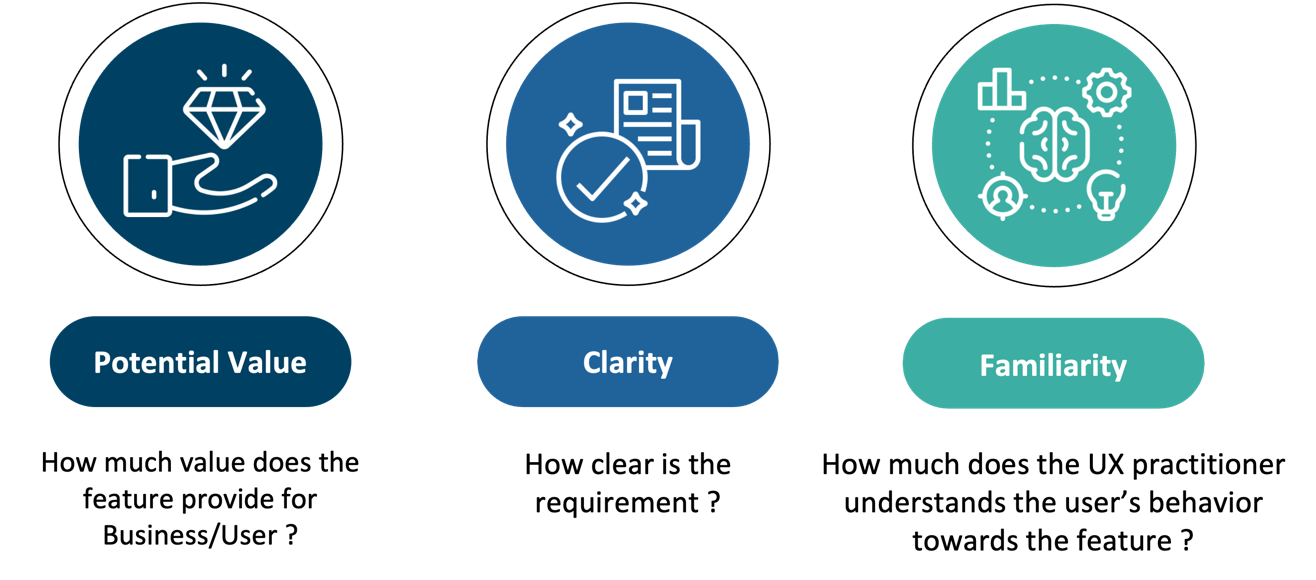 Potential Value
How much value does the
feature provide for
Business/User ?
Clarity
How clear is the
requirement ?
Familiarity
How much does the UX practitioner
understands the user’s behavior
towards the feature ?